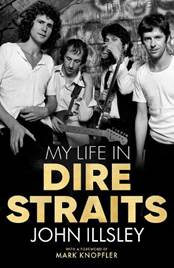 MY LIFE IN
DIRE
STRAITS
JOHN ILLSLEY
WITH A FOREWORD BY
MARK KNOPFLER